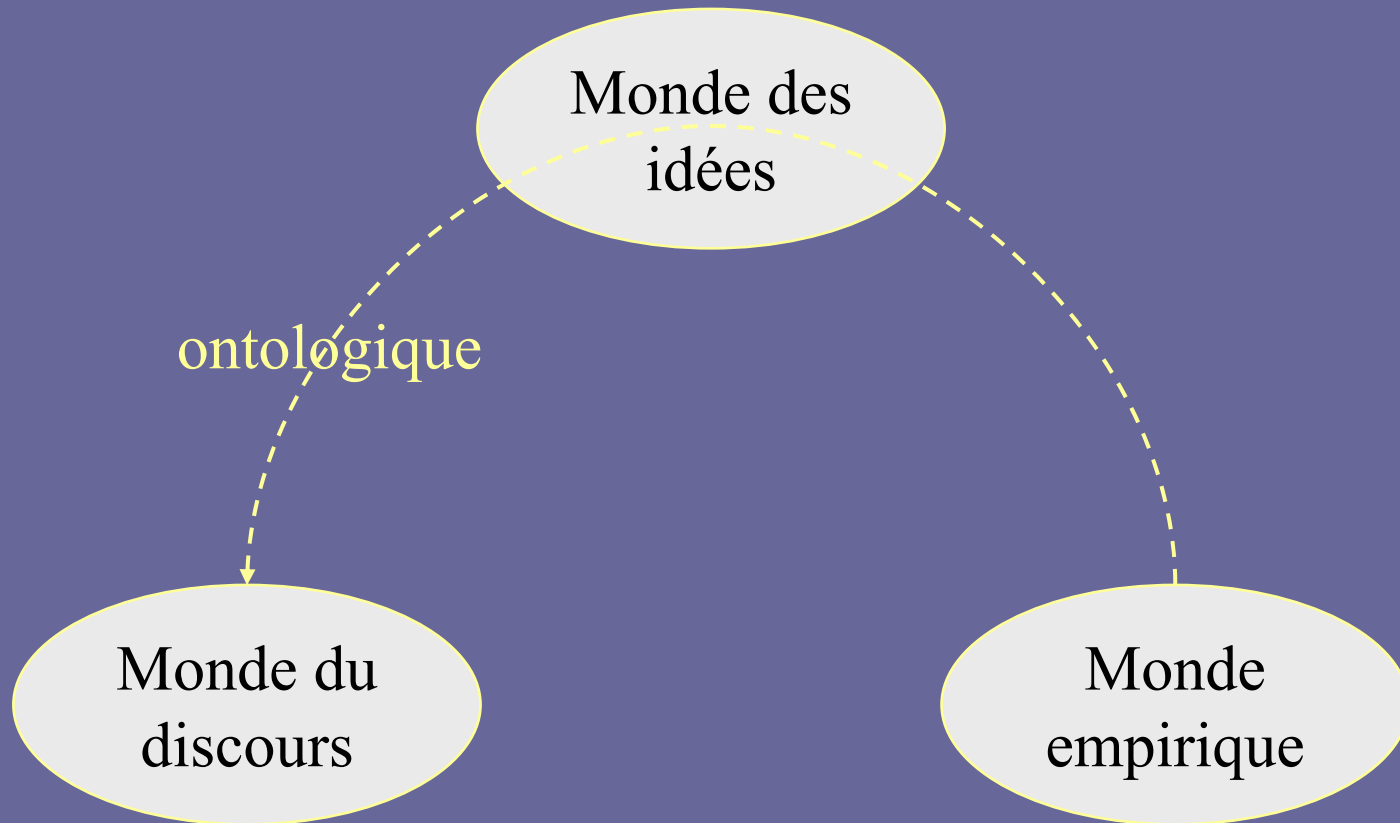 Monde des
idées
ontologique
Monde du
discours
Monde
empirique